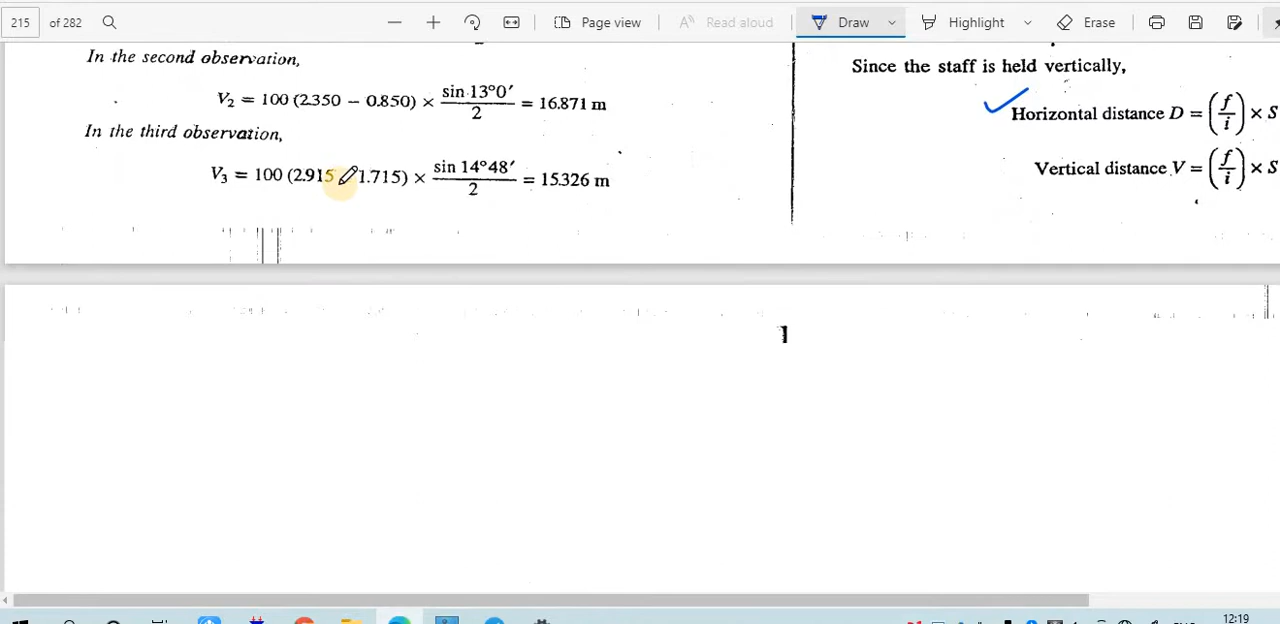 215 of 282 Page view Read aloud Draw Highlight Erase
In the second observation,
V₂ = 100 (2.350 − 0.850) × sin 13°0′ / 2 = 16.871 m
In the third observation,
V₃ = 100 (2.915 1.715) × sin 14°48′ / 2 = 15.326 m
Since the staff is held vertically,
Horizontal distance D = (f/i) × S
Vertical distance V = (f/i) × S
12:19